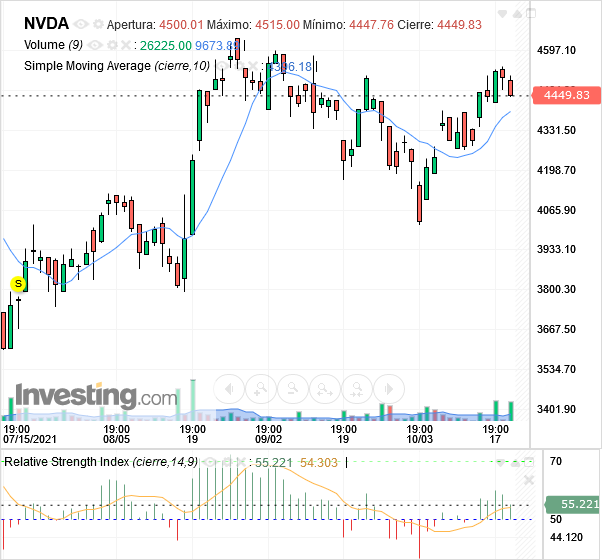 NVDA Apertura: 4500.01 Máximo: 4515.00 Mínimo: 4447.76 Cierre: 4449.83
Volume (9) : 26225.00 9673.89
Simple Moving Average (cierre,10) : 4396.18
4597.10
4449.83
4331.50
4198.70
4065.90
3933.10
3800.30
3667.50
3534.70
3401.90
S
Investing.com
19:00 19:00 19:00 19:00 19:00 19:00 19:00
07/15/2021 08/05 19 09/02 19 10/03 17
Relative Strength Index (cierre,14,9) : 55.221 54.303
70
55.221
50
44.120